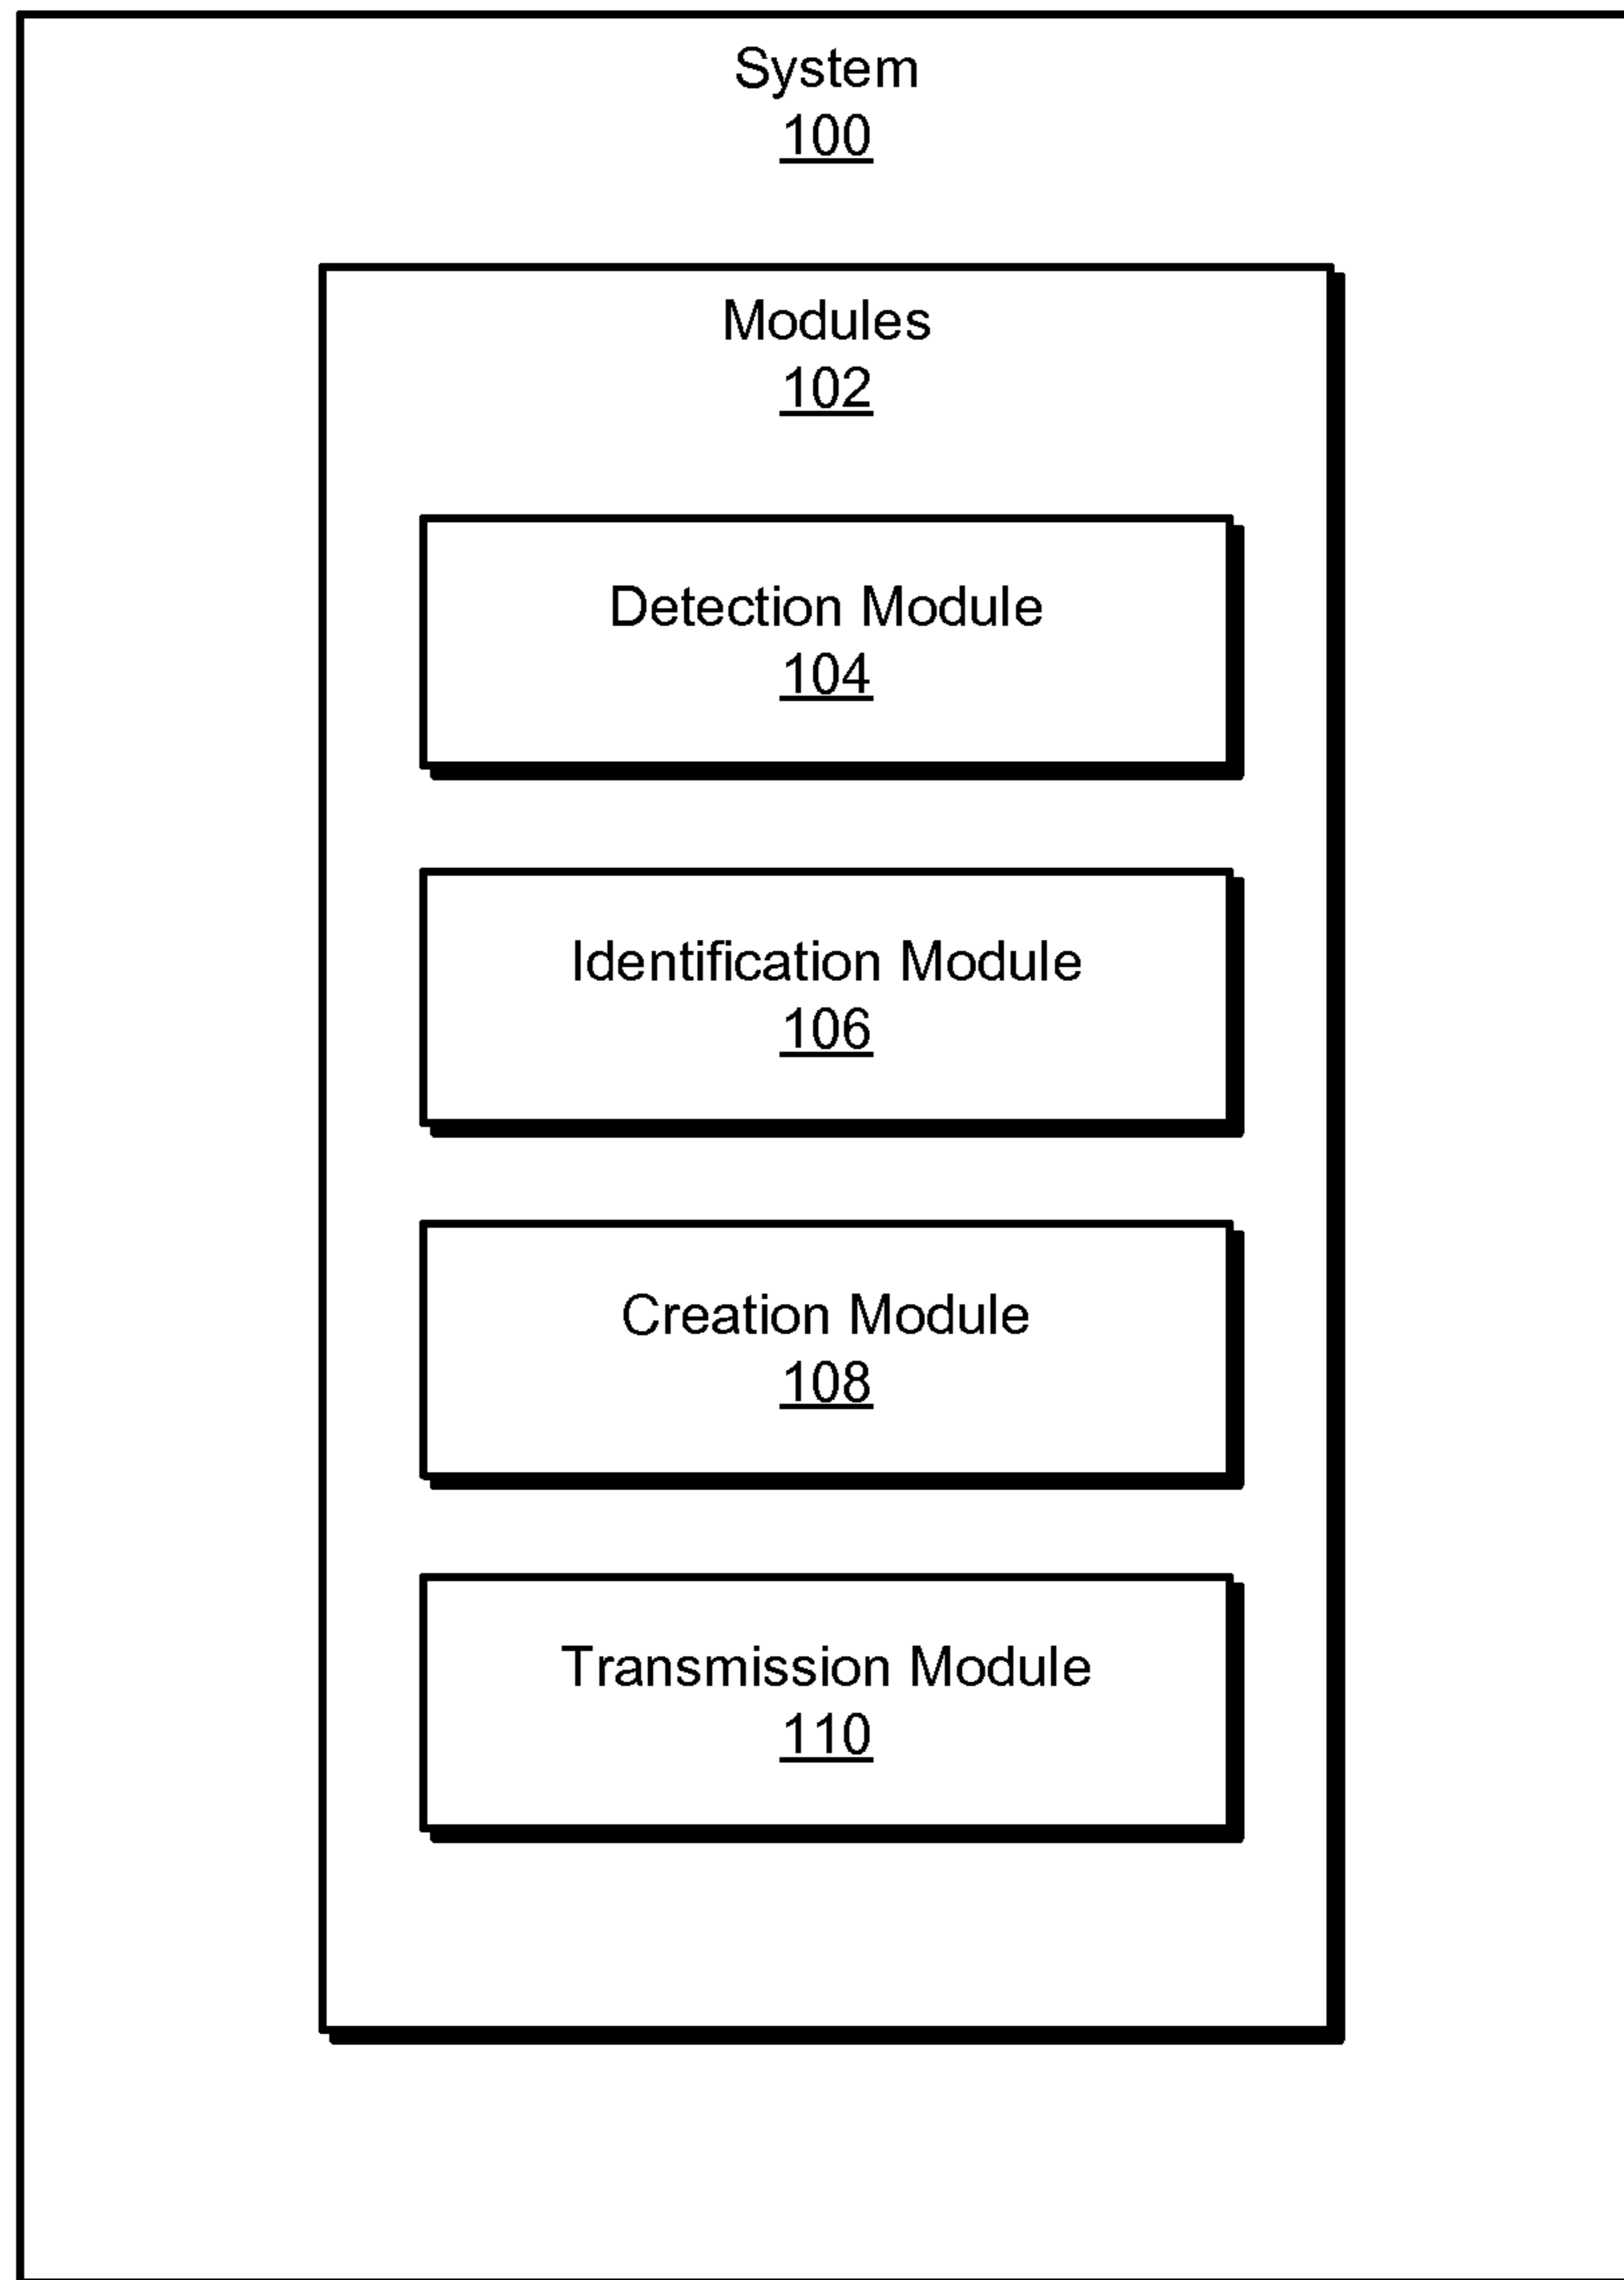 System
100
Modules
102
Detection Module
104
Identification Module
106
Creation Module
108
Transmission Module
110